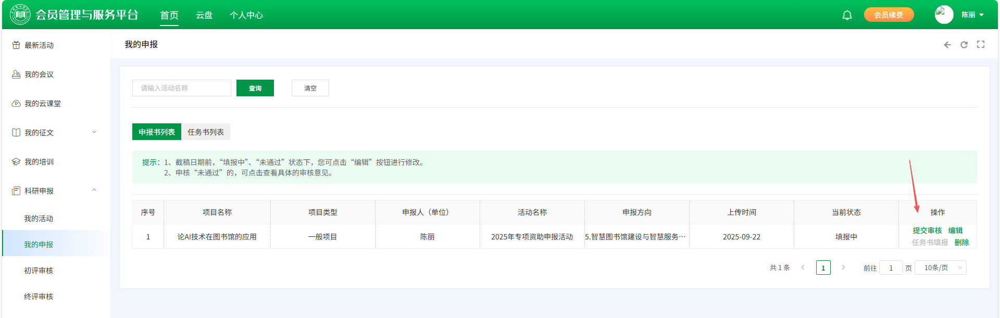 会员管理与服务平台 首页 云盘 个人中心 会员续费 陈丽
最新活动
我的会议
我的云课堂
我的征文
我的培训
科研申报
我的活动
我的申报
初评审核
终评审核
我的申报
请输入活动名称 查询 清空
申报书列表 任务书列表
提示：1、截稿日期前，“填报中”、“未通过”状态下，您可点击“编辑”按钮进行修改。
2、申核“未通过”的，可点击查看具体的审核意见。
序号 项目名称 项目类型 申报人（单位） 活动名称 申报方向 上传时间 当前状态 操作
1 论AI技术在图书馆的应用 一般项目 陈丽 2025年专项资助申报活动 5.智慧图书馆建设与智慧服务… 2025-09-22 填报中 提交审核 编辑
任务书填报 删除
共 1 条 1 前往 1 页 10条/页